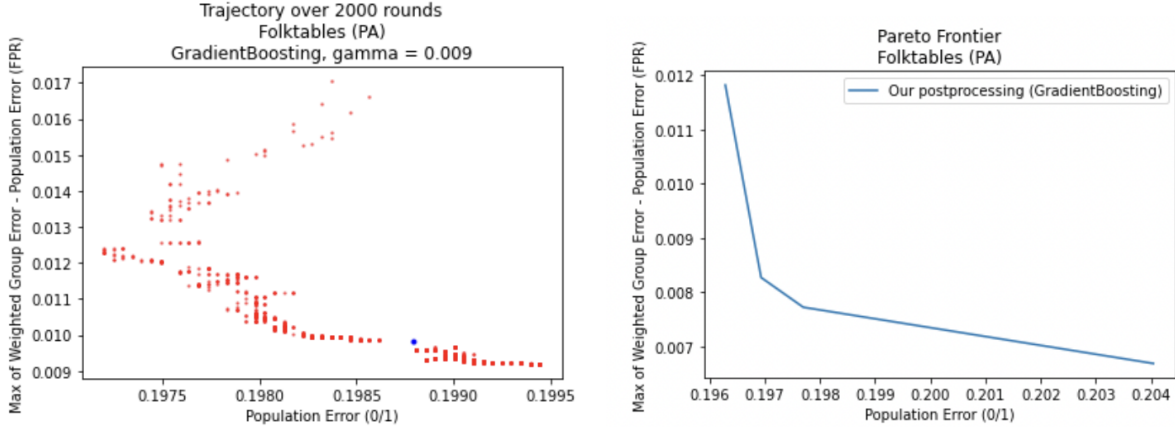 Trajectory over 2000 rounds
Folktables (PA)
GradientBoosting, gamma = 0.009
Max of Weighted Group Error - Population Error (FPR)
0.017
0.016
0.015
0.014
0.013
0.012
0.011
0.010
0.009
0.1975
0.1980
0.1985
0.1990
0.1995
Population Error (0/1)
Pareto Frontier
Folktables (PA)
Max of Weighted Group Error - Population Error (FPR)
Our postprocessing (GradientBoosting)
0.012
0.011
0.010
0.009
0.008
0.007
0.196
0.197
0.198
0.199
0.200
0.201
0.202
0.203
0.204
Population Error (0/1)